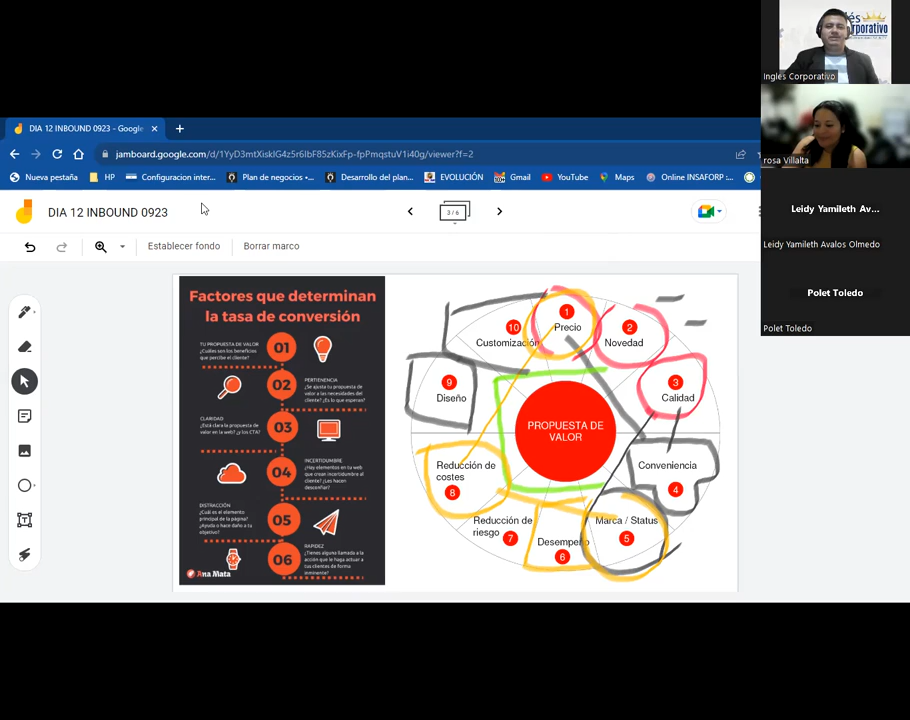 DIA 12 INBOUND 0923 - Google
jamboard.google.com/d/1YyD3mtXisklG4z5r6IbF85zKixFp-fpPmqstuV1i40g/viewer?f=2
Nueva pestaña
HP
Configuracion inter...
Plan de negocios •...
Desarrollo del plan...
EVOLUCIÓN
Gmail
YouTube
Maps
Online INSAFORP :...
DIA 12 INBOUND 0923
3 / 6
Establecer fondo
Borrar marco
Factores que determinan
la tasa de conversión
TU PROPUESTA DE VALOR
¿Cuáles son los beneficios
que percibe el cliente?
01
02
PERTIENENCIA
¿Se ajusta tu propuesta de
valor a las necesidades del
cliente? ¿Es lo que esperan?
CLARIDAD
¿Está clara la propuesta de
valor en la web? ¿y los CTA?
03
04
INCERTIDUMBRE
¿Hay elementos en tu web
que crean incertidumbre al
cliente? ¿Les hacen
desconfiar?
DISTRACCIÓN
¿Cuál es el elemento
principal de la página?
¿Ayuda o hace daño a tu
objetivo?
05
06
RAPIDEZ
¿Tienes alguna llamada a la
acción que le haga actuar a
tus clientes de forma
inminente?
Ana Mata
1
Precio
2
Novedad
3
Calidad
Conveniencia
4
Marca / Status
5
Desempeño
6
Reducción de
riesgo
7
Reducción de
costes
8
9
Diseño
10
Customización
PROPUESTA DE
VALOR
és
orporativo
Ingles Corporativo
rosa Villalta
Leidy Yamileth Av...
Leidy Yamileth Avalos Olmedo
Polet Toledo
Polet Toledo